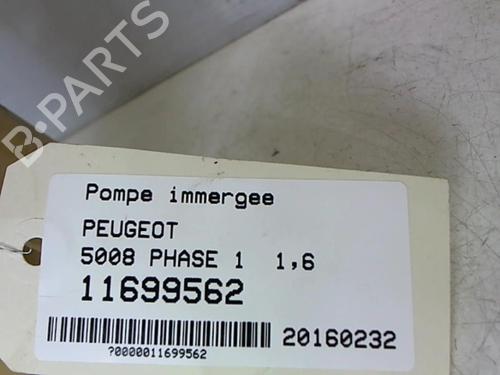 B-PARTS
Pompe immergee
PEUGEOT
5008 PHASE 1 1,6
11699562
20160232
?0000011699562